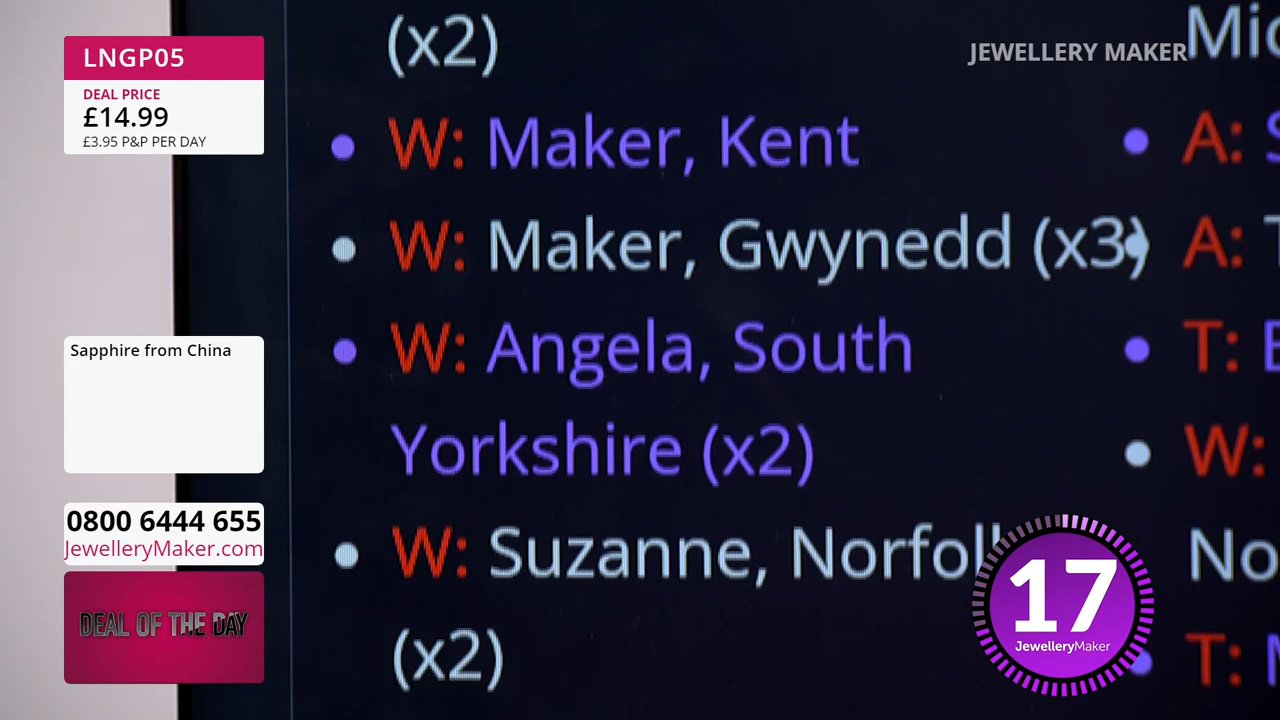 LNGP05
DEAL PRICE
£14.99
£3.95 P&P PER DAY
Sapphire from China
0800 6444 655
JewelleryMaker.com
DEAL OF THE DAY
(x2)
W: Maker, Kent
W: Maker, Gwynedd (x3)
W: Angela, South
Yorkshire (x2)
W: Suzanne, Norfolk
(x2)
JEWELLERY MAKER
A:
A:
T:
W:
No
T:
17
JewelleryMaker